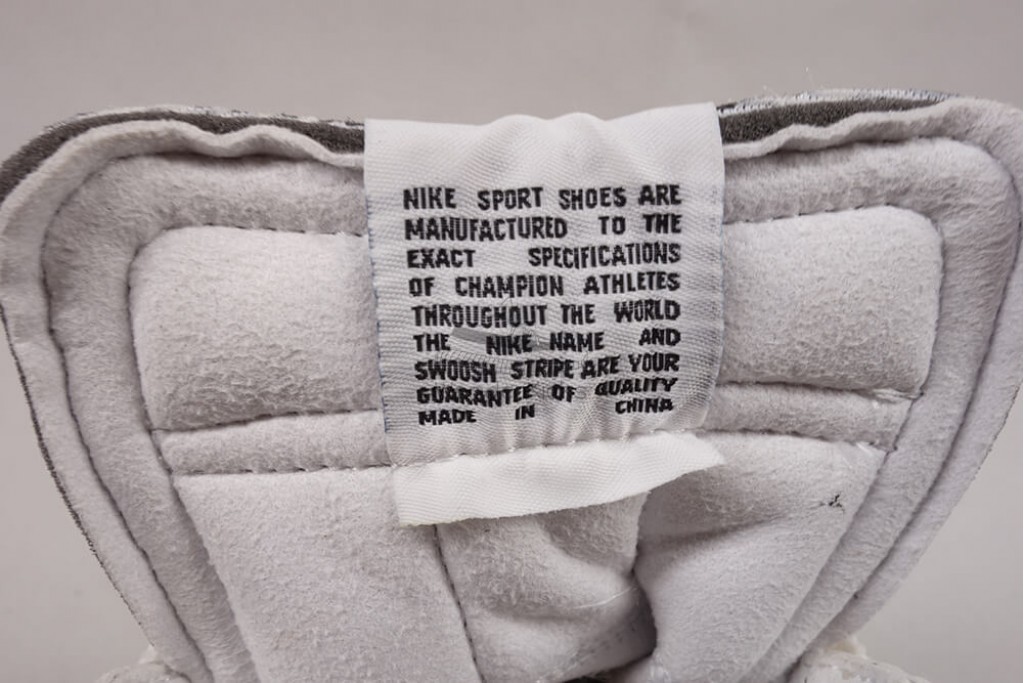 NIKE SPORT SHOES ARE
MANUFACTURED TO THE
EXACT SPECIFICATIONS
OF CHAMPION ATHLETES
THROUGHOUT THE WORLD
THE NIKE NAME AND
SWOOSH STRIPE ARE YOUR
GUARANTEE OF QUALITY
MADE IN CHINA